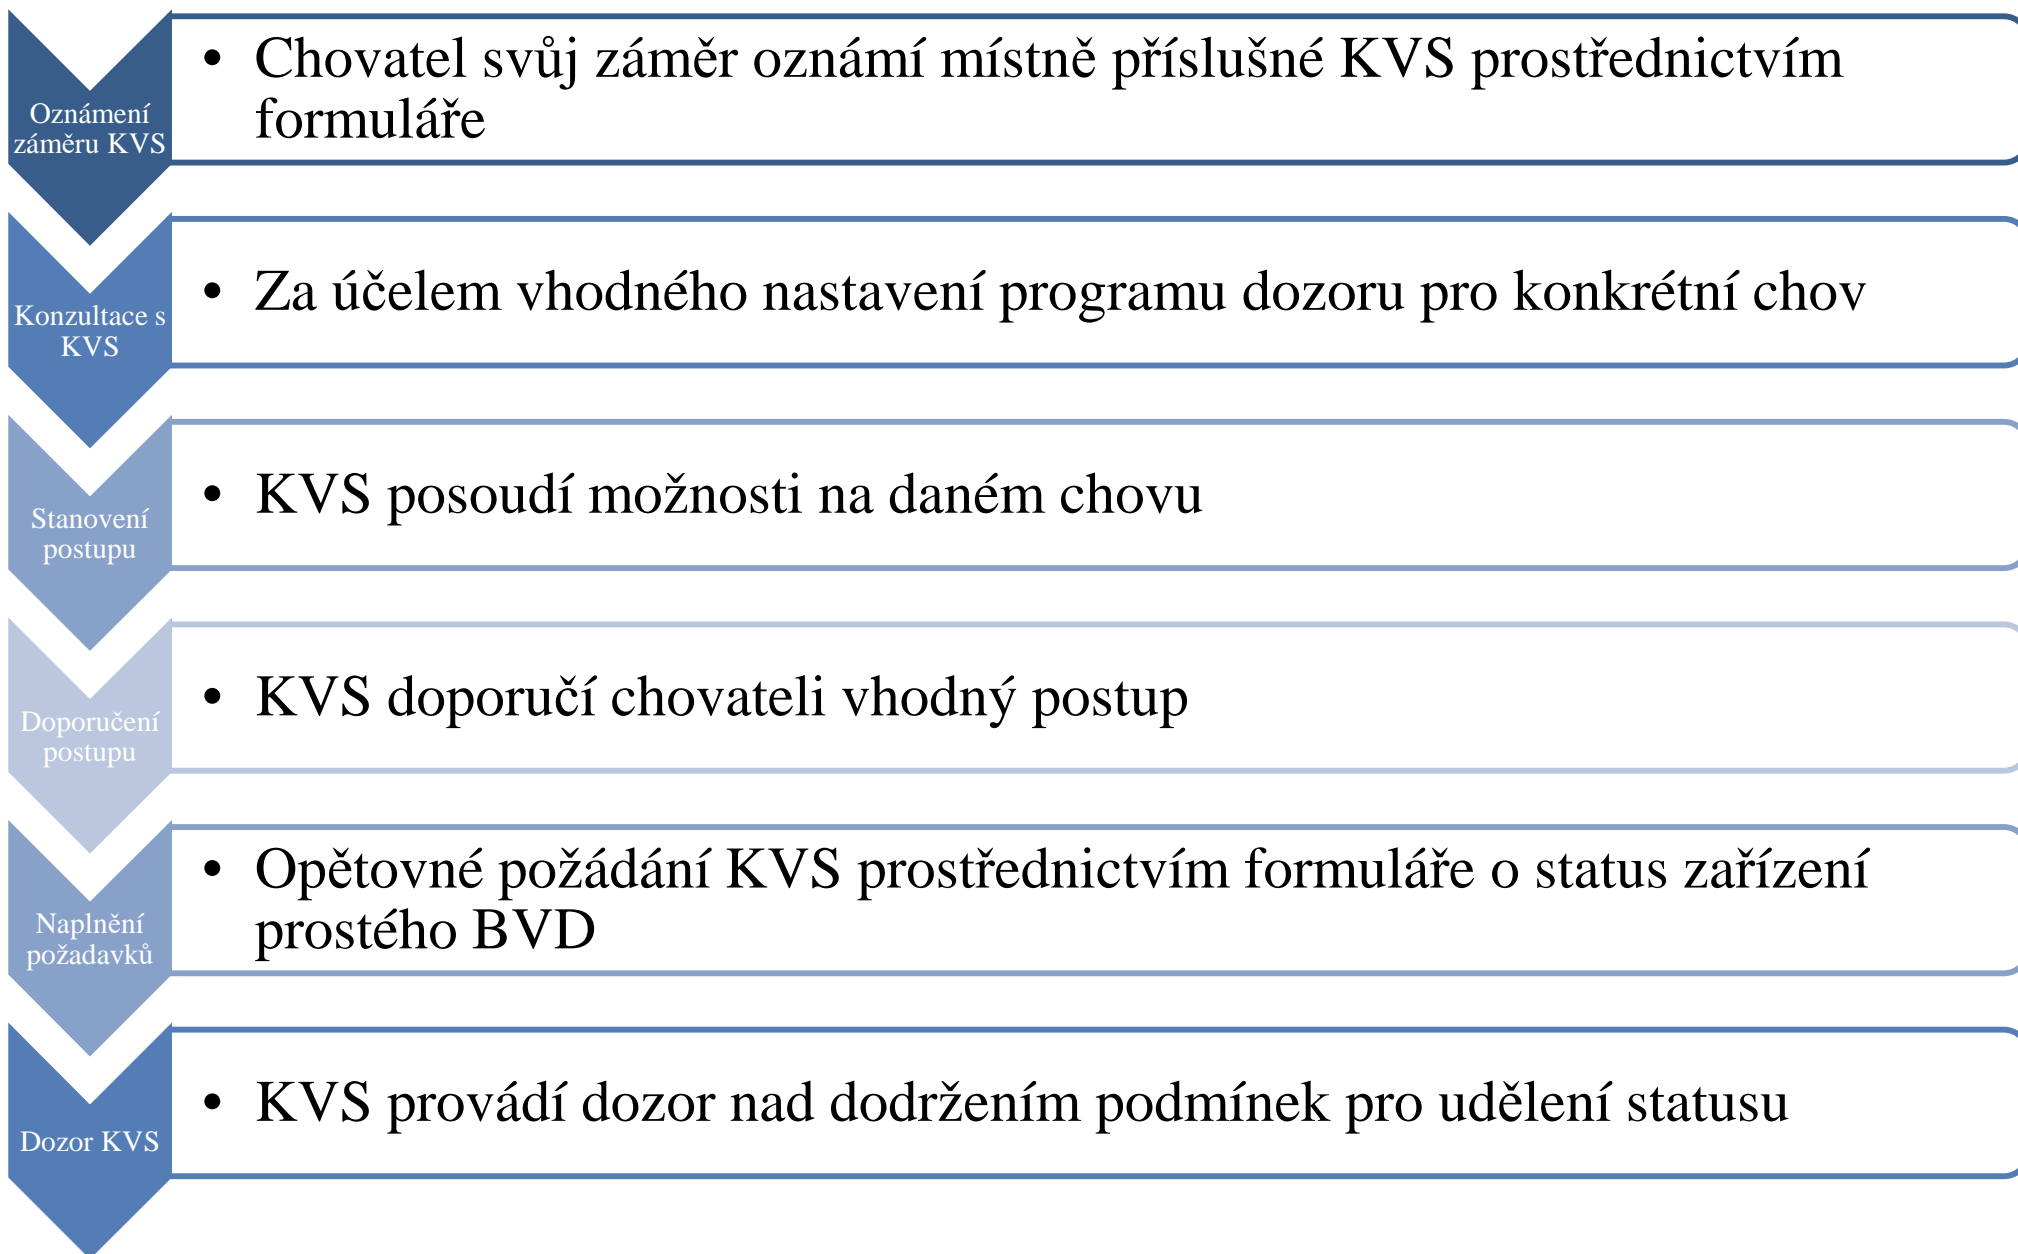 Oznámení
záměru KVS
• Chovatel svůj záměr oznámí místně příslušné KVS prostřednictvím
formuláře
Konzultace s
KVS
• Za účelem vhodného nastavení programu dozoru pro konkrétní chov
Stanovení
postupu
• KVS posoudí možnosti na daném chovu
Doporučení
postupu
• KVS doporučí chovateli vhodný postup
Naplnění
požadavků
• Opětovné požádání KVS prostřednictvím formuláře o status zařízení
prostého BVD
Dozor KVS
• KVS provádí dozor nad dodržením podmínek pro udělení statusu